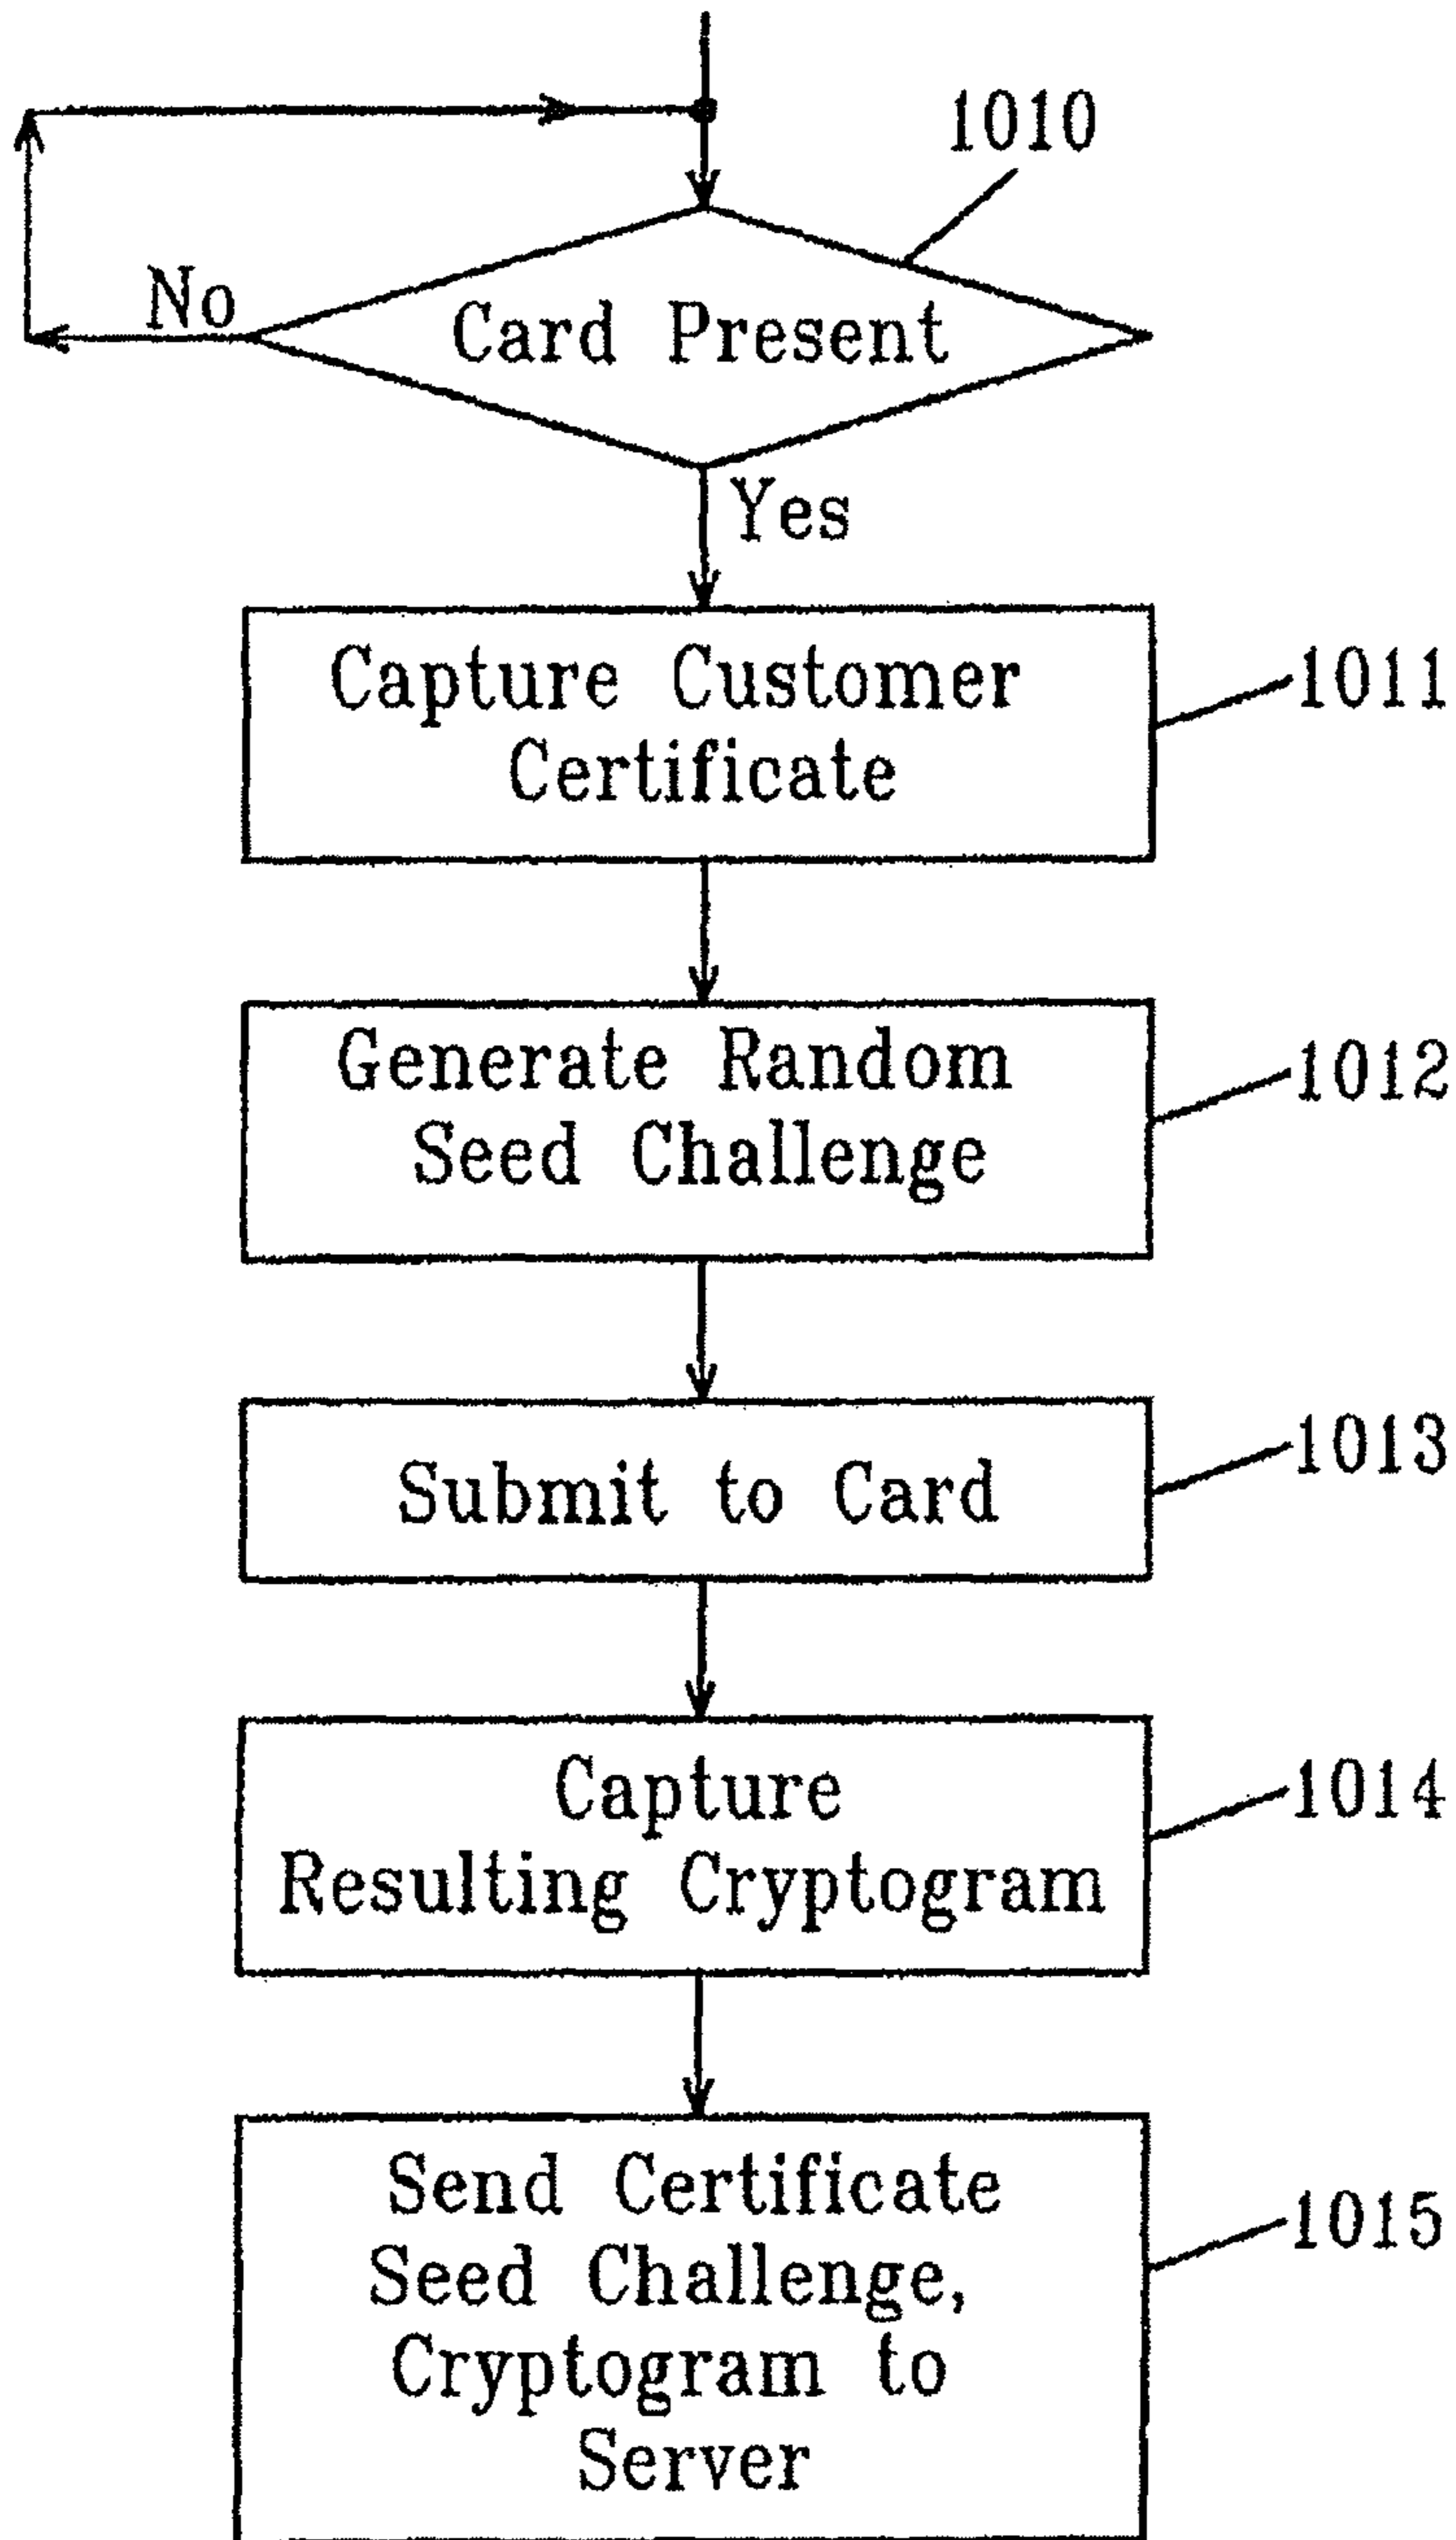 1010
No
Card Present
Yes
Capture Customer
Certificate
1011
Generate Random
Seed Challenge
1012
Submit to Card
1013
Capture
Resulting Cryptogram
1014
Send Certificate
Seed Challenge,
Cryptogram to
Server
1015